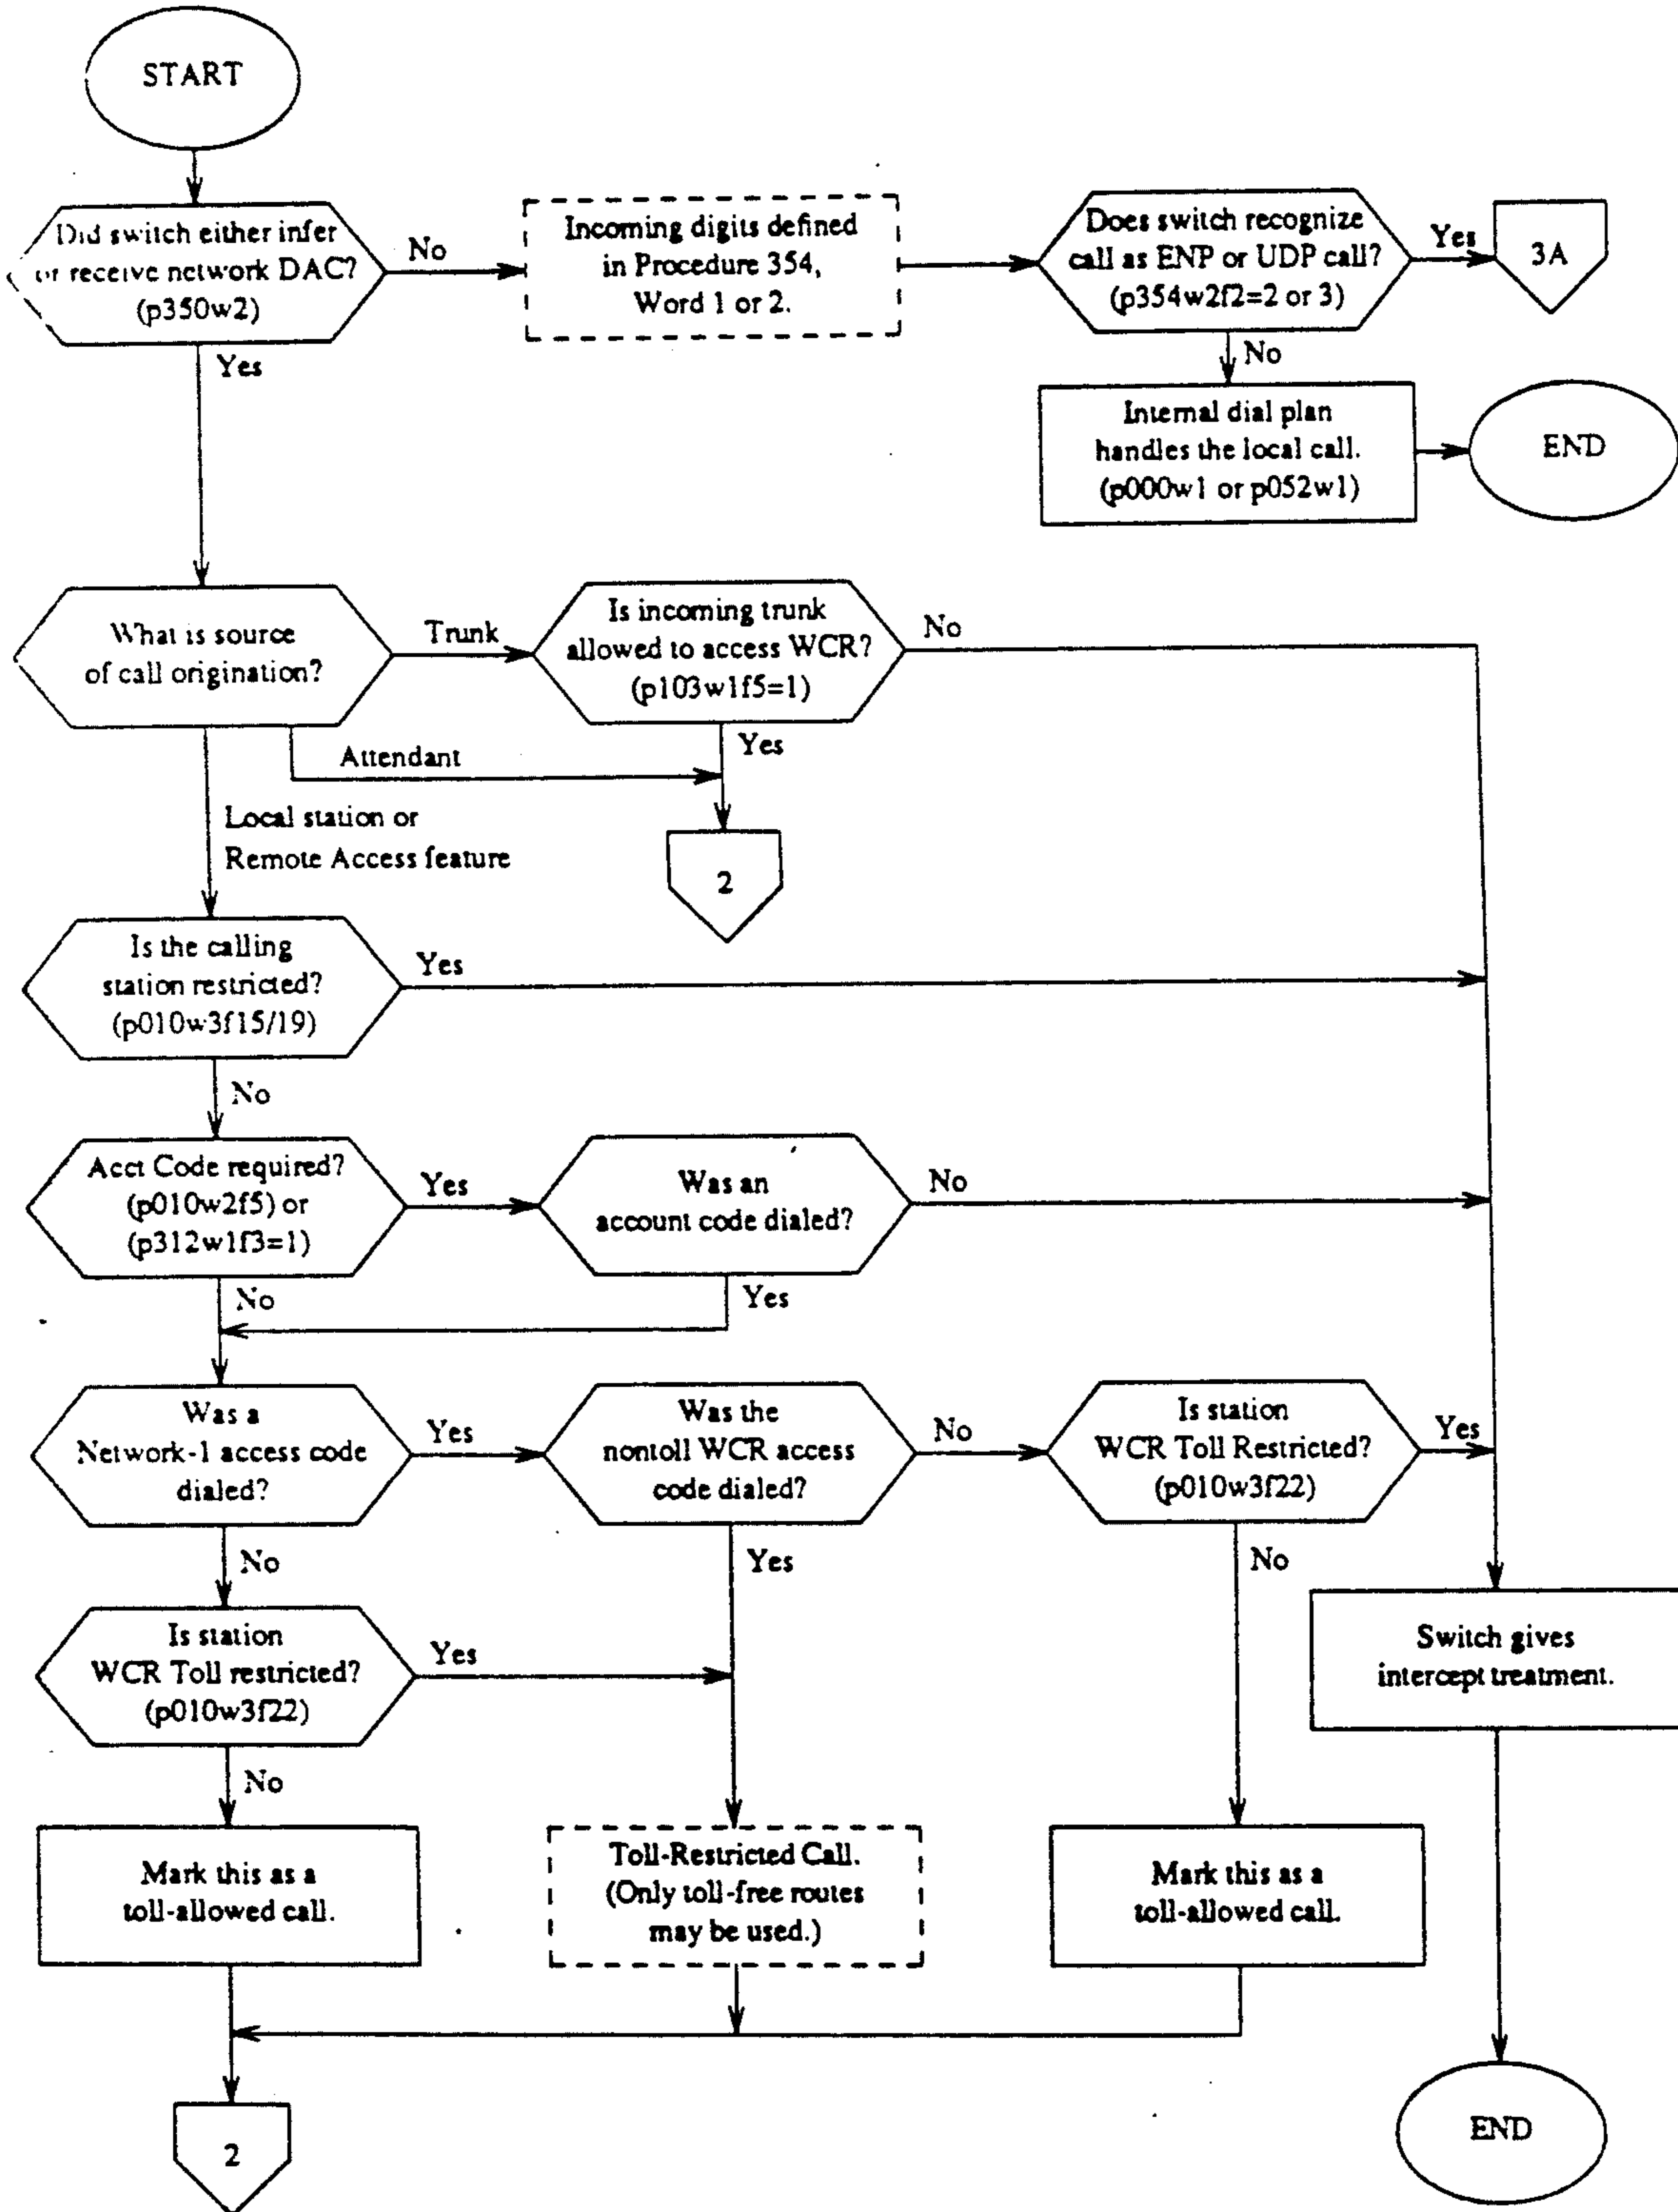 START
Did switch either infer
or receive network DAC?
(p350w2)
No
Incoming digits defined
in Procedure 354,
Word 1 or 2.
Does switch recognize
call as ENP or UDP call?
(p354w2f2=2 or 3)
Yes
3A
Yes
No
Internal dial plan
handles the local call.
(p000w1 or p052w1)
END
What is source
of call origination?
Trunk
Is incoming trunk
allowed to access WCR?
(p103w1f5=1)
No
Attendant
Yes
Local station or
Remote Access feature
2
Is the calling
station restricted?
(p010w3f15/19)
Yes
No
Acct Code required?
(p010w2f5) or
(p312w1f3=1)
Yes
Was an
account code dialed?
No
No
Yes
Was a
Network-1 access code
dialed?
Yes
Was the
nontoll WCR access
code dialed?
No
Is station
WCR Toll Restricted?
(p010w3f22)
Yes
No
Yes
No
Is station
WCR Toll restricted?
(p010w3f22)
Yes
Switch gives
intercept treatment.
No
Mark this as a
toll-allowed call.
Toll-Restricted Call.
(Only toll-free routes
may be used.)
Mark this as a
toll-allowed call.
2
END